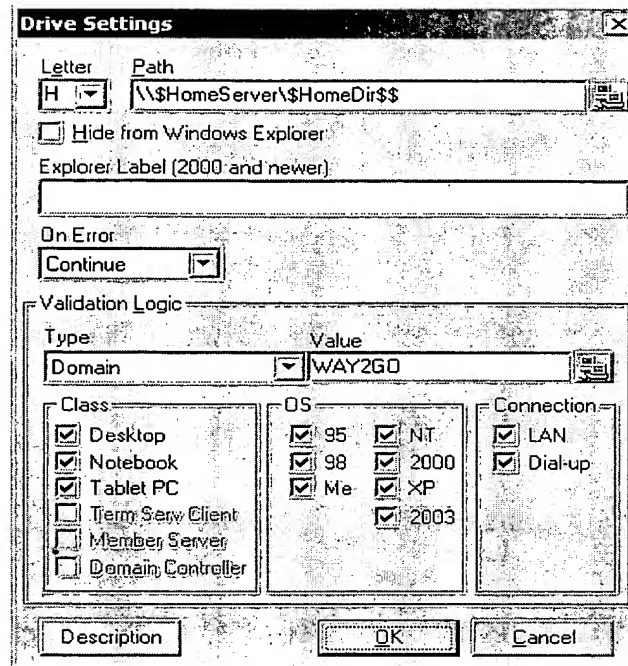 Drive Settings
Letter Path
H \\$HomeServer\$HomeDir$$
Hide from Windows Explorer
Explorer Label (2000 and newer)
On Error
Continue
Validation Logic
Type Value
Domain WAY2GO
Class OS Connection
Desktop 95 NT LAN
Notebook 98 2000 Dial-up
Tablet PC Me XP
Term Serv Client 2003
Member Server
Domain Controller
Description OK Cancel